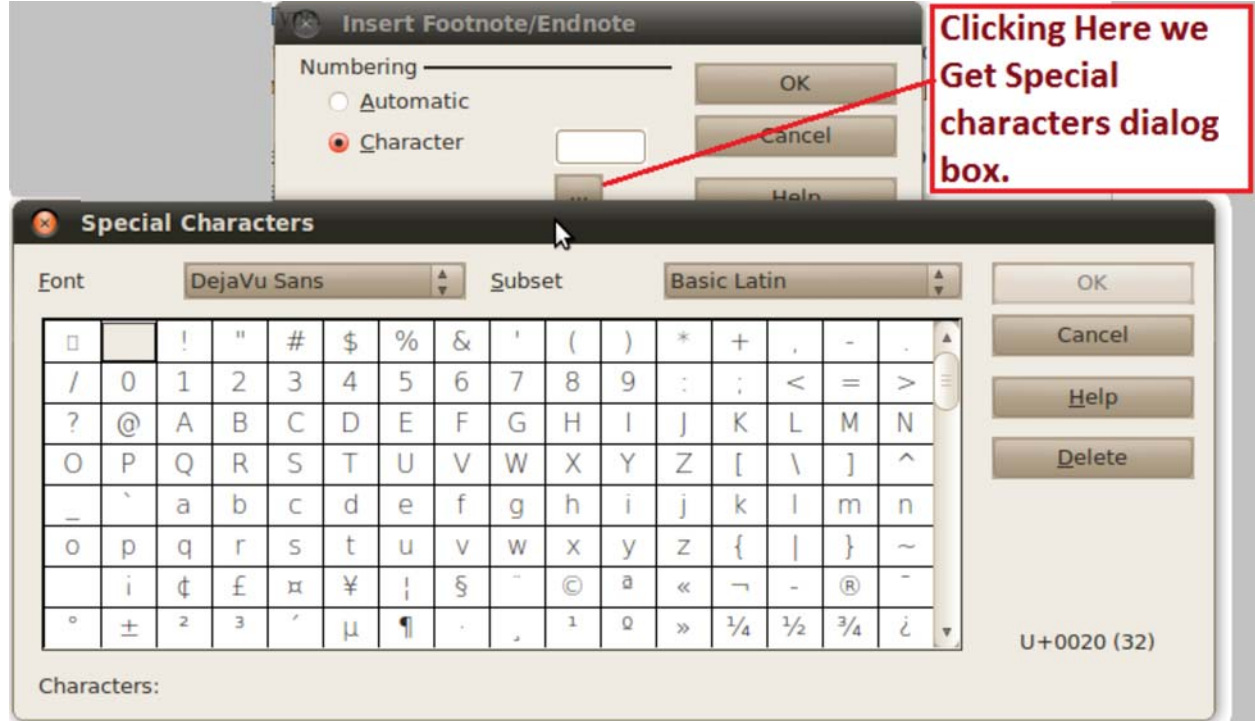 Insert Footnote/Endnote
Numbering
Automatic
Character
...
OK
Cancel
Help
Clicking Here we
Get Special
characters dialog
box.
Special Characters
Font DejaVu Sans Subset Basic Latin
OK
Cancel
Help
Delete
! " # $ % & ' ( ) * + , - .
/ 0 1 2 3 4 5 6 7 8 9 : ; < = >
? @ A B C D E F G H I J K L M N
O P Q R S T U V W X Y Z [ \ ] ^
_ ` a b c d e f g h i j k l m n
o p q r s t u v w x y z { | } ~
¡ ¢ £ ¤ ¥ ¦ § ¨ © ª « ¬ - ® ¯
° ± ² ³ ´ µ ¶ · ¸ ¹ º » ¼ ½ ¾ ¿
U+0020 (32)
Characters: